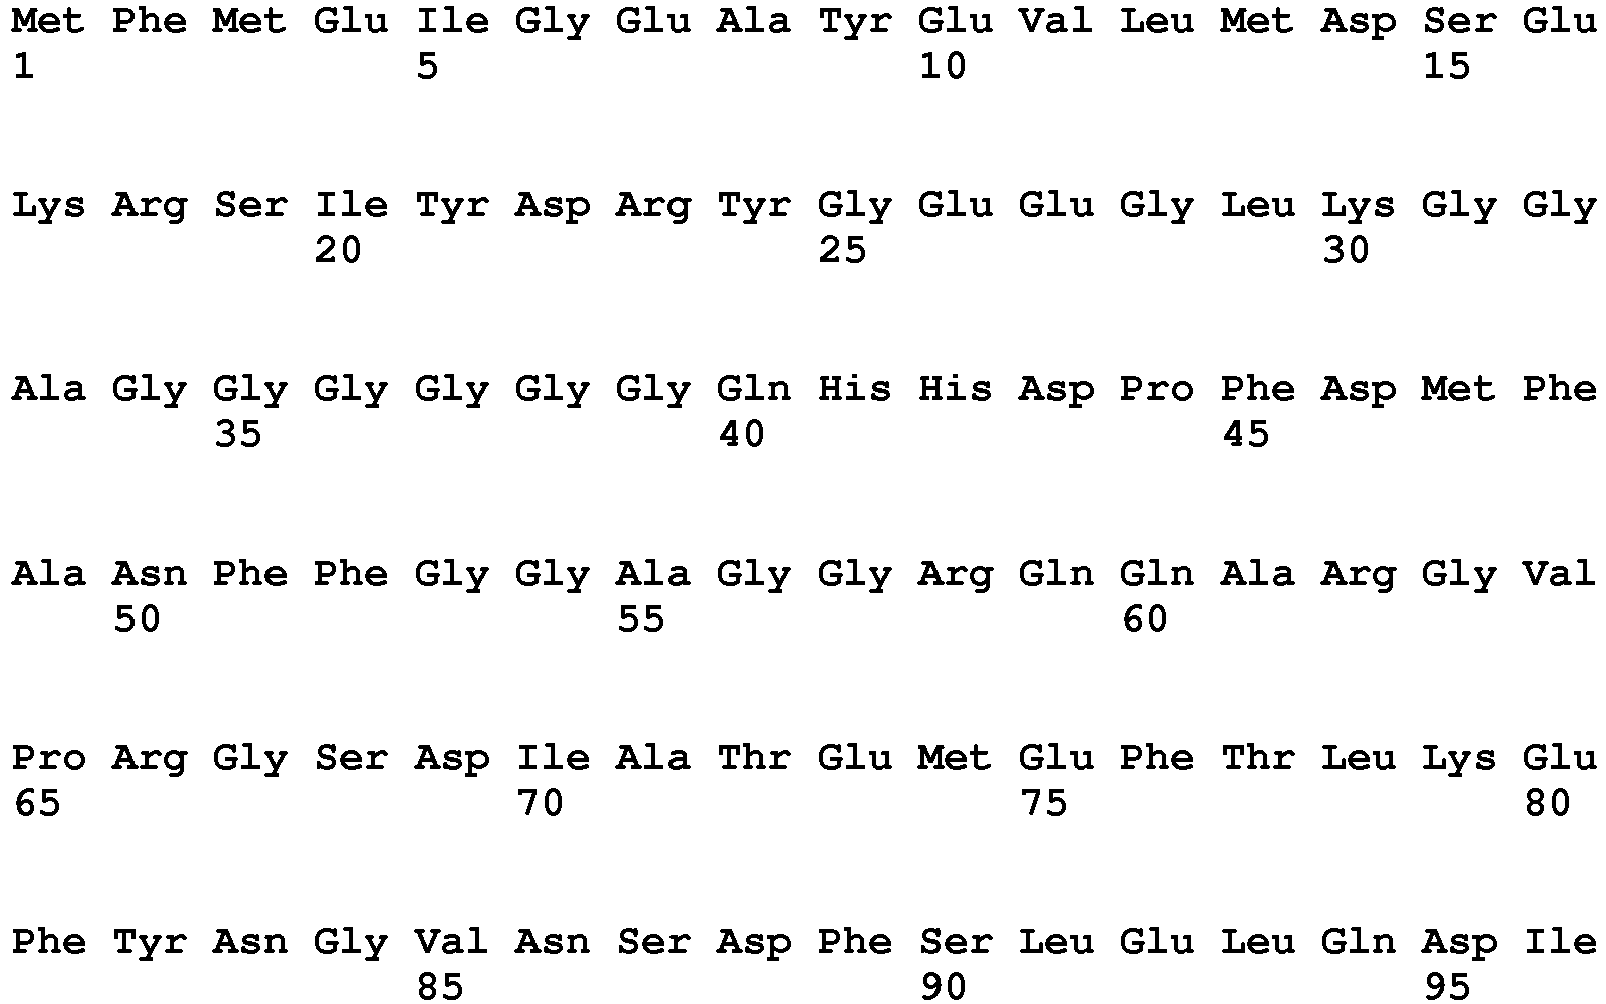 Met Phe Met Glu Ile Gly Glu Ala Tyr Glu Val Leu Met Asp Ser Glu
1 5 10 15
Lys Arg Ser Ile Tyr Asp Arg Tyr Gly Glu Glu Gly Leu Lys Gly Gly
20 25 30
Ala Gly Gly Gly Gly Gly Gly Gln His His Asp Pro Phe Asp Met Phe
35 40 45
Ala Asn Phe Phe Gly Gly Ala Gly Gly Arg Gln Gln Ala Arg Gly Val
50 55 60
Pro Arg Gly Ser Asp Ile Ala Thr Glu Met Glu Phe Thr Leu Lys Glu
65 70 75 80
Phe Tyr Asn Gly Val Asn Ser Asp Phe Ser Leu Glu Leu Gln Asp Ile
85 90 95